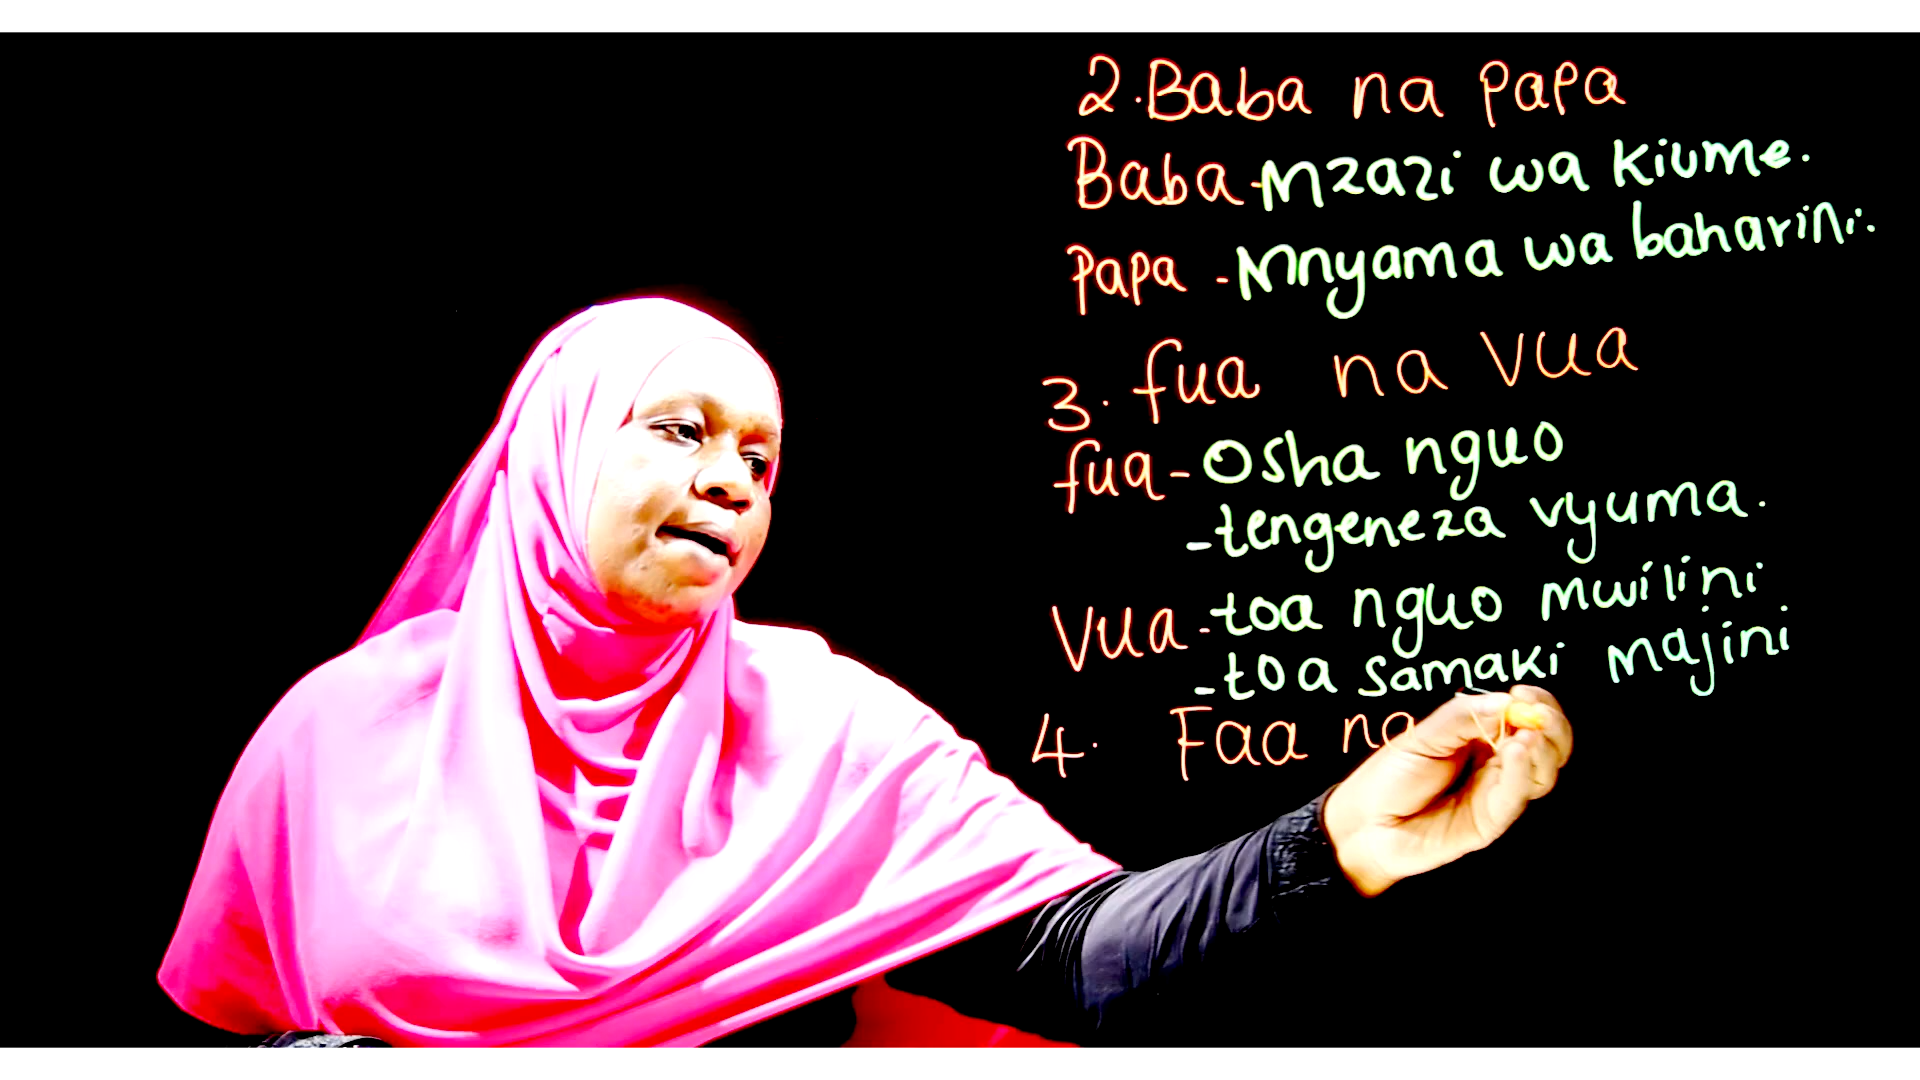 2. Baba na papa
Baba - Mzazi wa kiume.
Papa - Mnyama wa baharini.
3. fua na vua
fua - Osha nguo
- tengeneza vyuma.
Vua - toa nguo mwilini
- toa samaki majini
4. Faa na